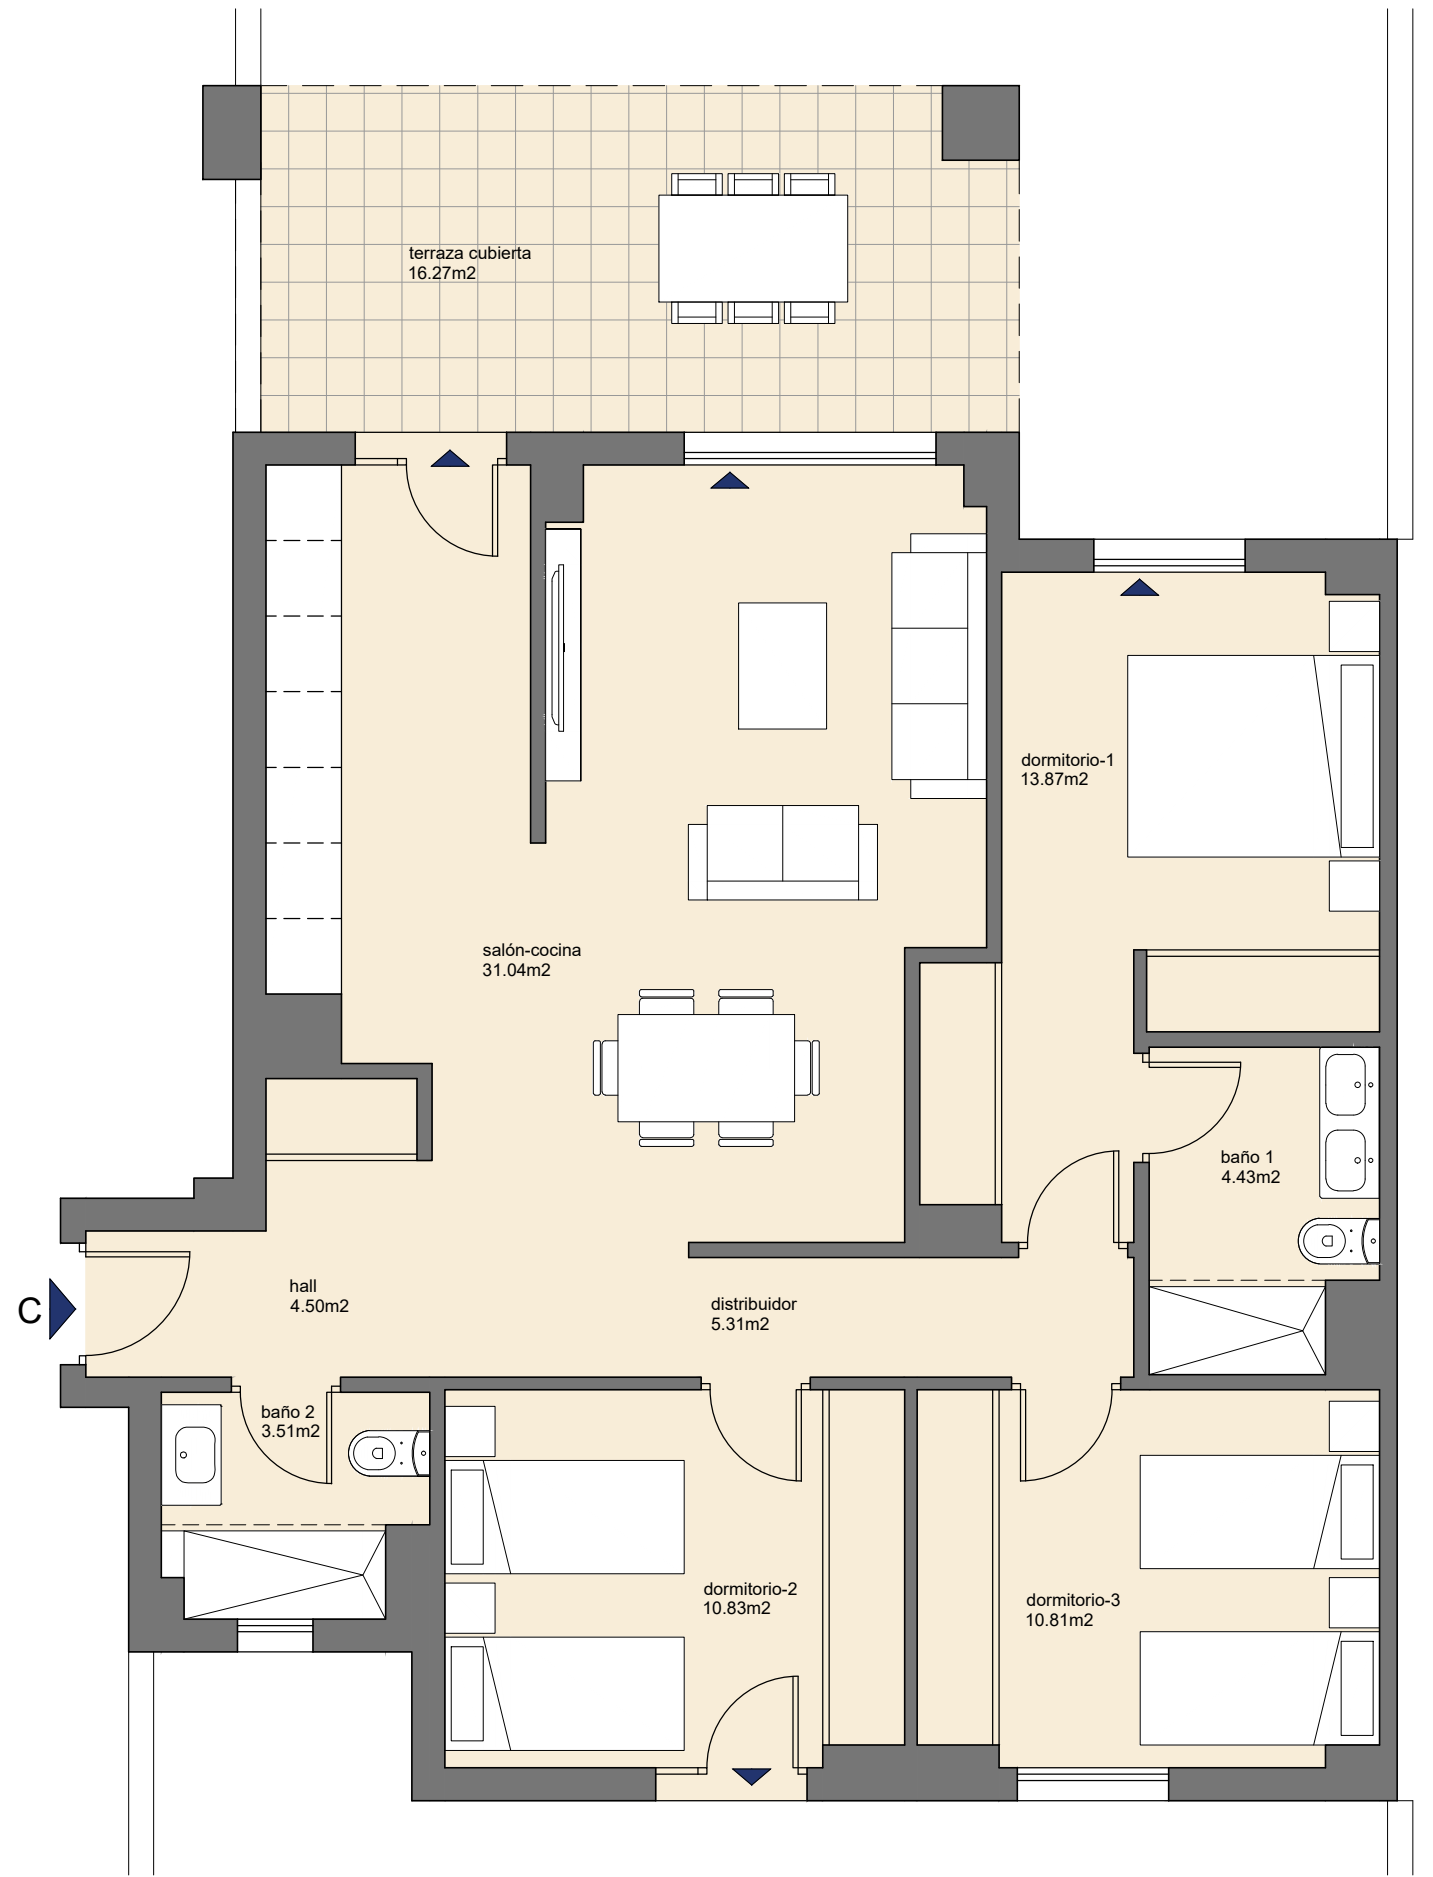 terraza cubierta
16.27m2
dormitorio-1
13.87m2
salón-cocina
31.04m2
baño 1
4.43m2
hall
4.50m2
C
distribuidor
5.31m2
baño 2
3.51m2
dormitorio-2
10.83m2
dormitorio-3
10.81m2